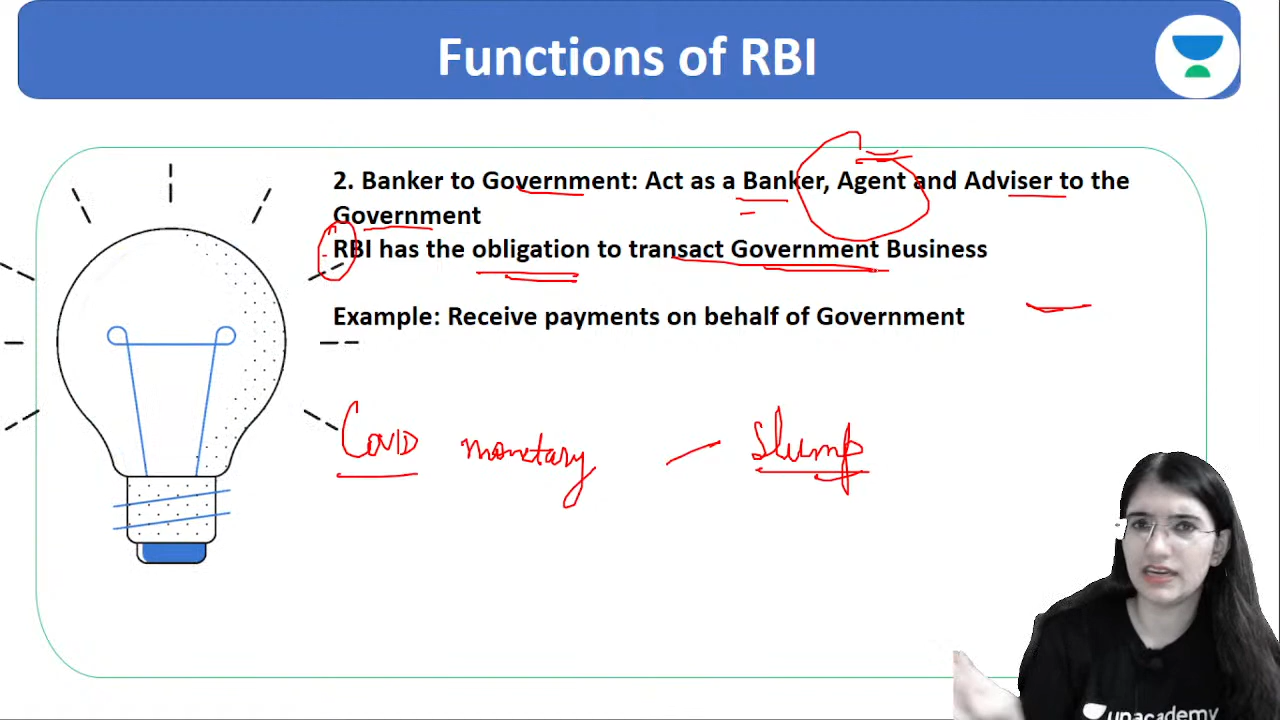 Functions of RBI
2. Banker to Government: Act as a Banker, Agent and Adviser to the
Government
RBI has the obligation to transact Government Business
Example: Receive payments on behalf of Government
Covid monetary — Slump
unacademy